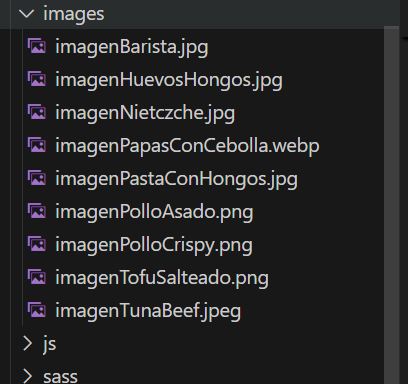 images
imagenBarista.jpg
imagenHuevosHongos.jpg
imagenNietczche.jpg
imagenPapasConCebolla.webp
imagenPastaConHongos.jpg
imagenPolloAsado.png
imagenPolloCrispy.png
imagenTofuSalteado.png
imagenTunaBeef.jpeg
js
sass